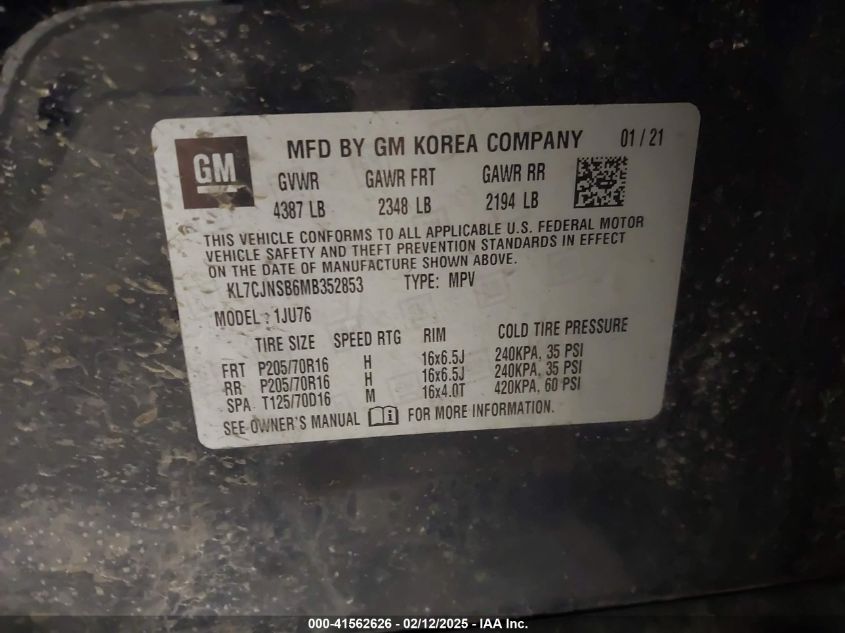 GM
MFD BY GM KOREA COMPANY 01 / 21
GVWR GAWR FRT GAWR RR
4387 LB 2348 LB 2194 LB
THIS VEHICLE CONFORMS TO ALL APPLICABLE U.S. FEDERAL MOTOR
VEHICLE SAFETY AND THEFT PREVENTION STANDARDS IN EFFECT
ON THE DATE OF MANUFACTURE SHOWN ABOVE.
KL7CJNSB6MB352853 TYPE: MPV
MODEL : 1JU76
TIRE SIZE SPEED RTG RIM COLD TIRE PRESSURE
FRT P205/70R16 H 16x6.5J 240KPA, 35 PSI
RR P205/70R16 H 16x6.5J 240KPA, 35 PSI
SPA T125/70D16 M 16x4.0T 420KPA, 60 PSI
SEE OWNER'S MANUAL i FOR MORE INFORMATION.
000-41562626 - 02/12/2025 - IAA Inc.